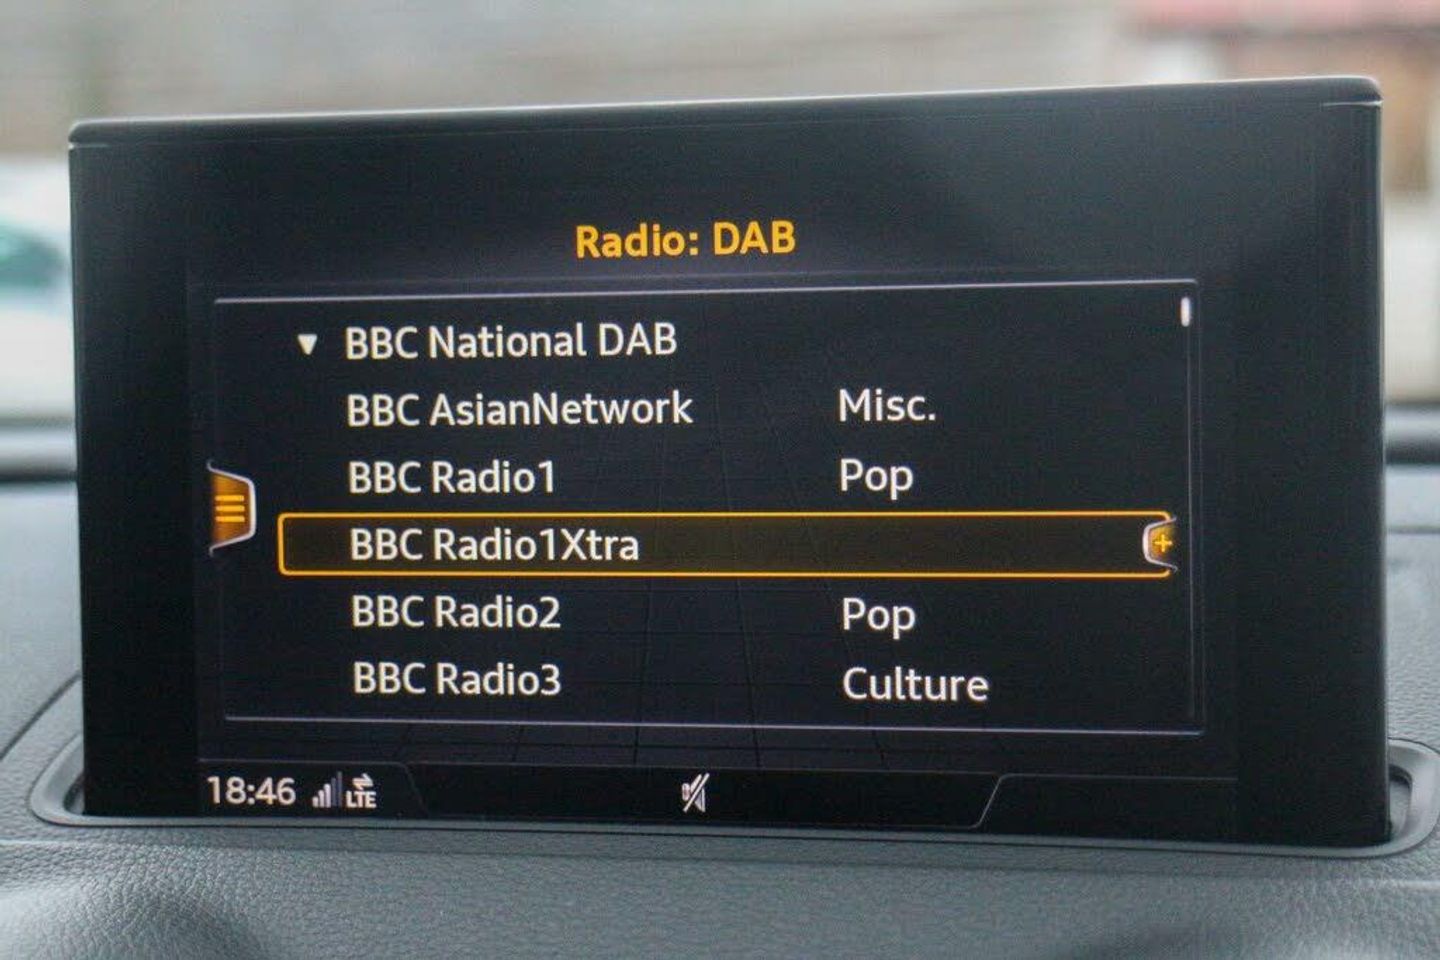 Radio: DAB
BBC National DAB
BBC AsianNetwork Misc.
BBC Radio1 Pop
BBC Radio1Xtra
BBC Radio2 Pop
BBC Radio3 Culture
18:46 LTE